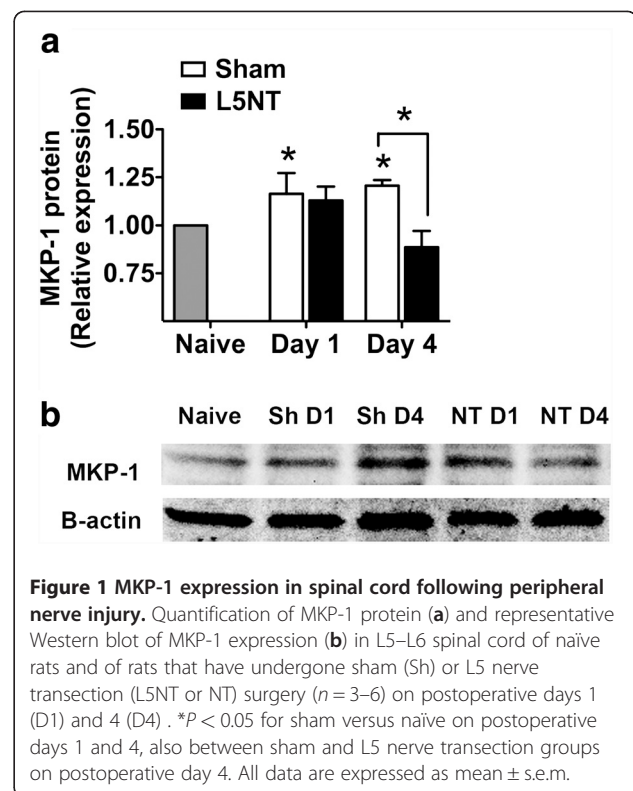 a
Sham
L5NT
*
*
*
MKP-1 protein
(Relative expression)
1.50
1.25
1.00
0.75
Naive Day 1 Day 4
b
Naive Sh D1 Sh D4 NT D1 NT D4
MKP-1
B-actin
Figure 1 MKP-1 expression in spinal cord following peripheral
nerve injury. Quantification of MKP-1 protein (a) and representative
Western blot of MKP-1 expression (b) in L5–L6 spinal cord of naïve
rats and of rats that have undergone sham (Sh) or L5 nerve
transection (L5NT or NT) surgery (n = 3–6) on postoperative days 1
(D1) and 4 (D4) . *P < 0.05 for sham versus naïve on postoperative
days 1 and 4, also between sham and L5 nerve transection groups
on postoperative day 4. All data are expressed as mean ± s.e.m.